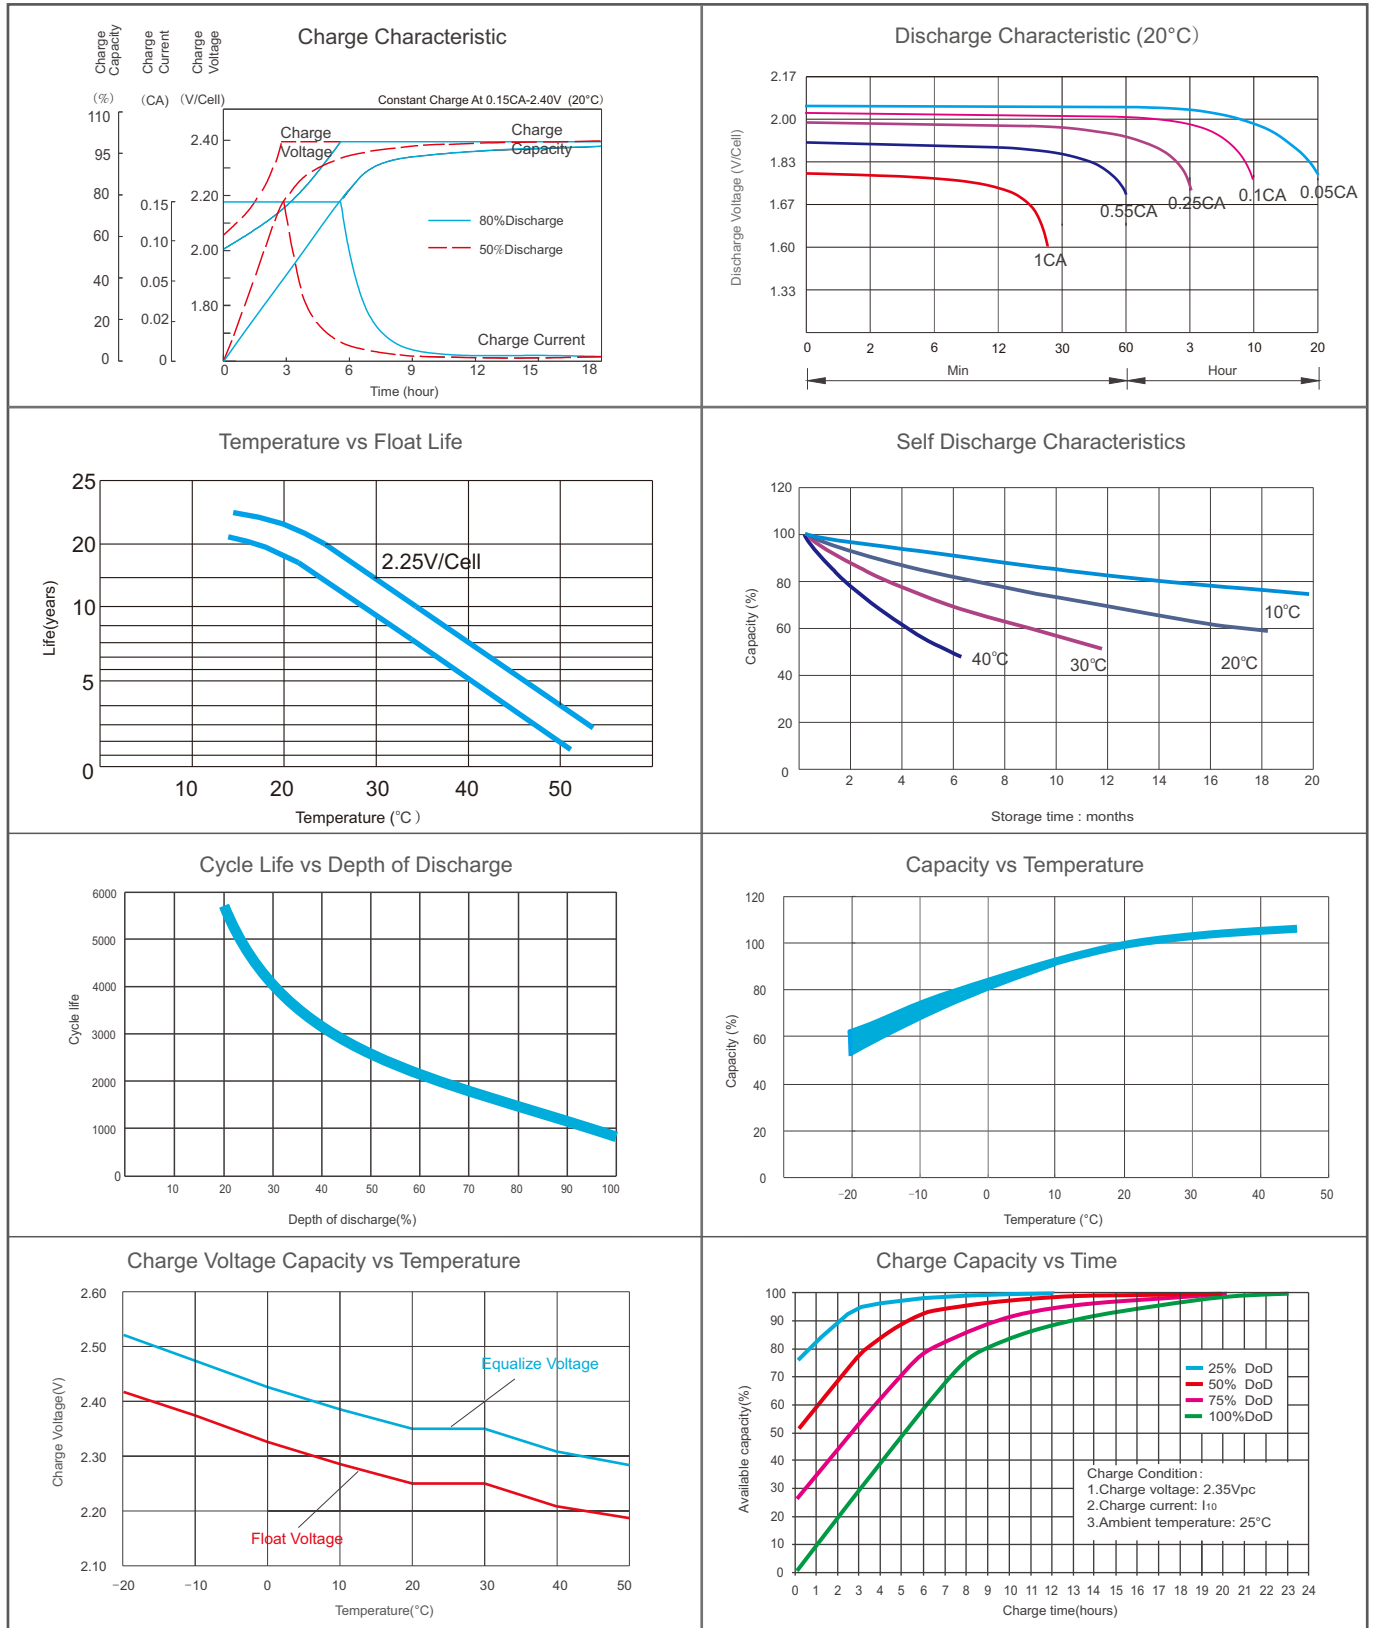 Charge Characteristic
Charge
Capacity
Charge
Current
Charge
Voltage
(%)
(CA)
(V/Cell)
Constant Charge At 0.15CA-2.40V (20°C)
110
95
80
60
40
20
0
0.15
0.10
0.05
0.02
0
2.40
2.20
2.00
1.80
Charge
Voltage
Charge
Capacity
80%Discharge
50%Discharge
Charge Current
0 3 6 9 12 15 18
Time (hour)
Discharge Characteristic (20°C)
Discharge Voltage (V/Cell)
2.17
2.00
1.83
1.67
1.60
1.33
1CA
0.55CA
0.25CA
0.1CA
0.05CA
0 2 6 12 30 60 3 10 20
Min
Hour
Temperature vs Float Life
Life(years)
25
20
10
5
0
2.25V/Cell
10 20 30 40 50
Temperature (°C)
Self Discharge Characteristics
Capacity (%)
120
100
80
60
40
20
0
10°C
20°C
30°C
40°C
2 4 6 8 10 12 14 16 18 20
Storage time : months
Cycle Life vs Depth of Discharge
Cycle life
6000
5000
4000
3000
2000
1000
0
10 20 30 40 50 60 70 80 90 100
Depth of discharge(%)
Capacity vs Temperature
Capacity (%)
120
100
80
60
40
20
0
-20 -10 0 10 20 30 40 50
Temperature (°C)
Charge Voltage Capacity vs Temperature
Charge Voltage(V)
2.60
2.50
2.40
2.30
2.20
2.10
Equalize Voltage
Float Voltage
-20 -10 0 10 20 30 40 50
Temperature(°C)
Charge Capacity vs Time
Available capacity(%)
100
90
80
70
60
50
40
30
20
10
0
25% DoD
50% DoD
75% DoD
100%DoD
Charge Condition:
1.Charge voltage: 2.35Vpc
2.Charge current: I10
3.Ambient temperature: 25°C
0 1 2 3 4 5 6 7 8 9 10 11 12 13 14 15 16 17 18 19 20 21 22 23 24
Charge time(hours)